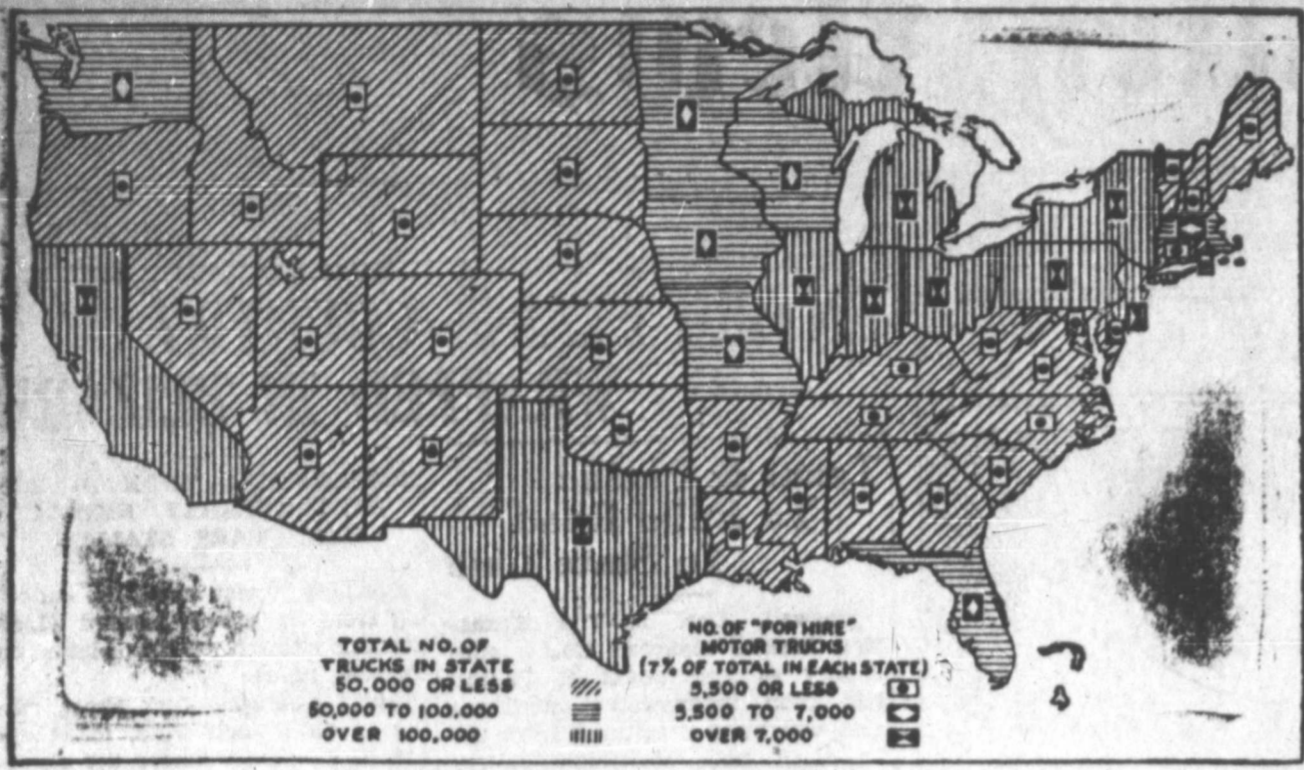 TOTAL NO. OF
TRUCKS IN STATE
50,000 OR LESS
50,000 TO 100,000
OVER 100,000
NO. OF "FOR HIRE"
MOTOR TRUCKS
(7% OF TOTAL IN EACH STATE)
3,500 OR LESS
3,500 TO 7,000
OVER 7,000